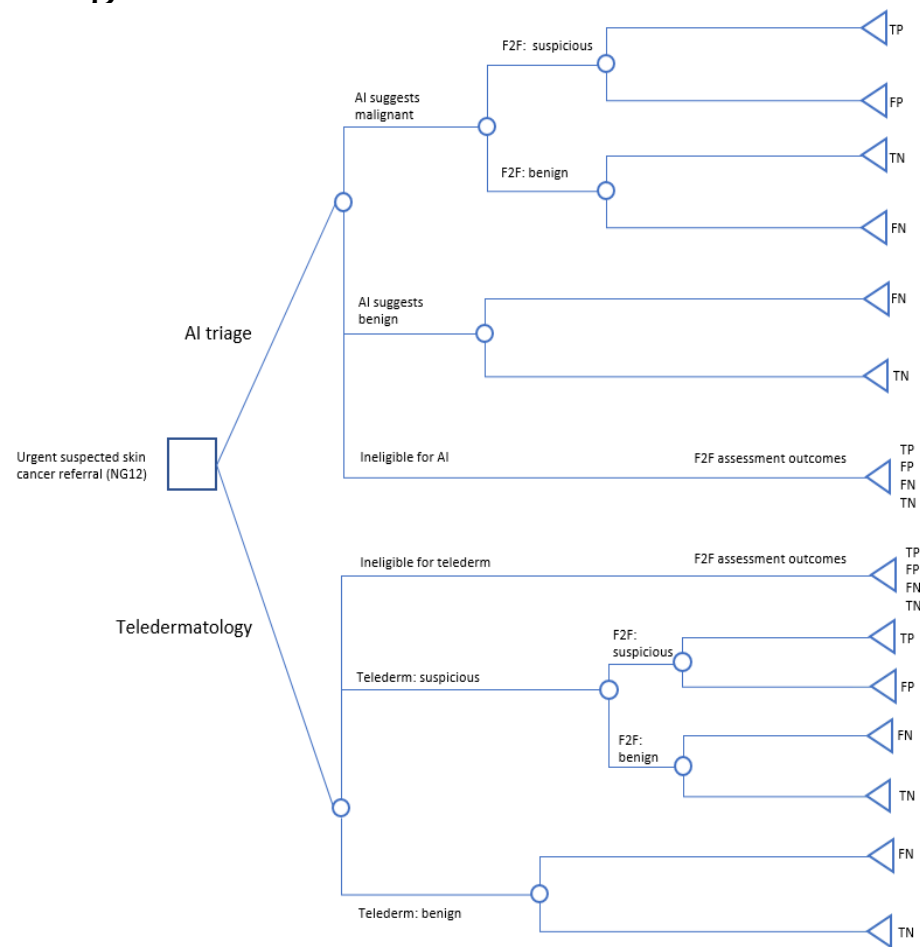 F2F: suspicious
TP
AI suggests
malignant
FP
TN
F2F: benign
FN
AI suggests
benign
FN
AI triage
TN
Urgent suspected skin
cancer referral (NG12)
Ineligible for AI
F2F assessment outcomes
TP
FP
FN
TN
Ineligible for telederm
F2F assessment outcomes
TP
FP
FN
TN
Teledermatology
F2F:
suspicious
TP
Telederm: suspicious
FP
F2F:
benign
FN
TN
FN
Telederm: benign
TN